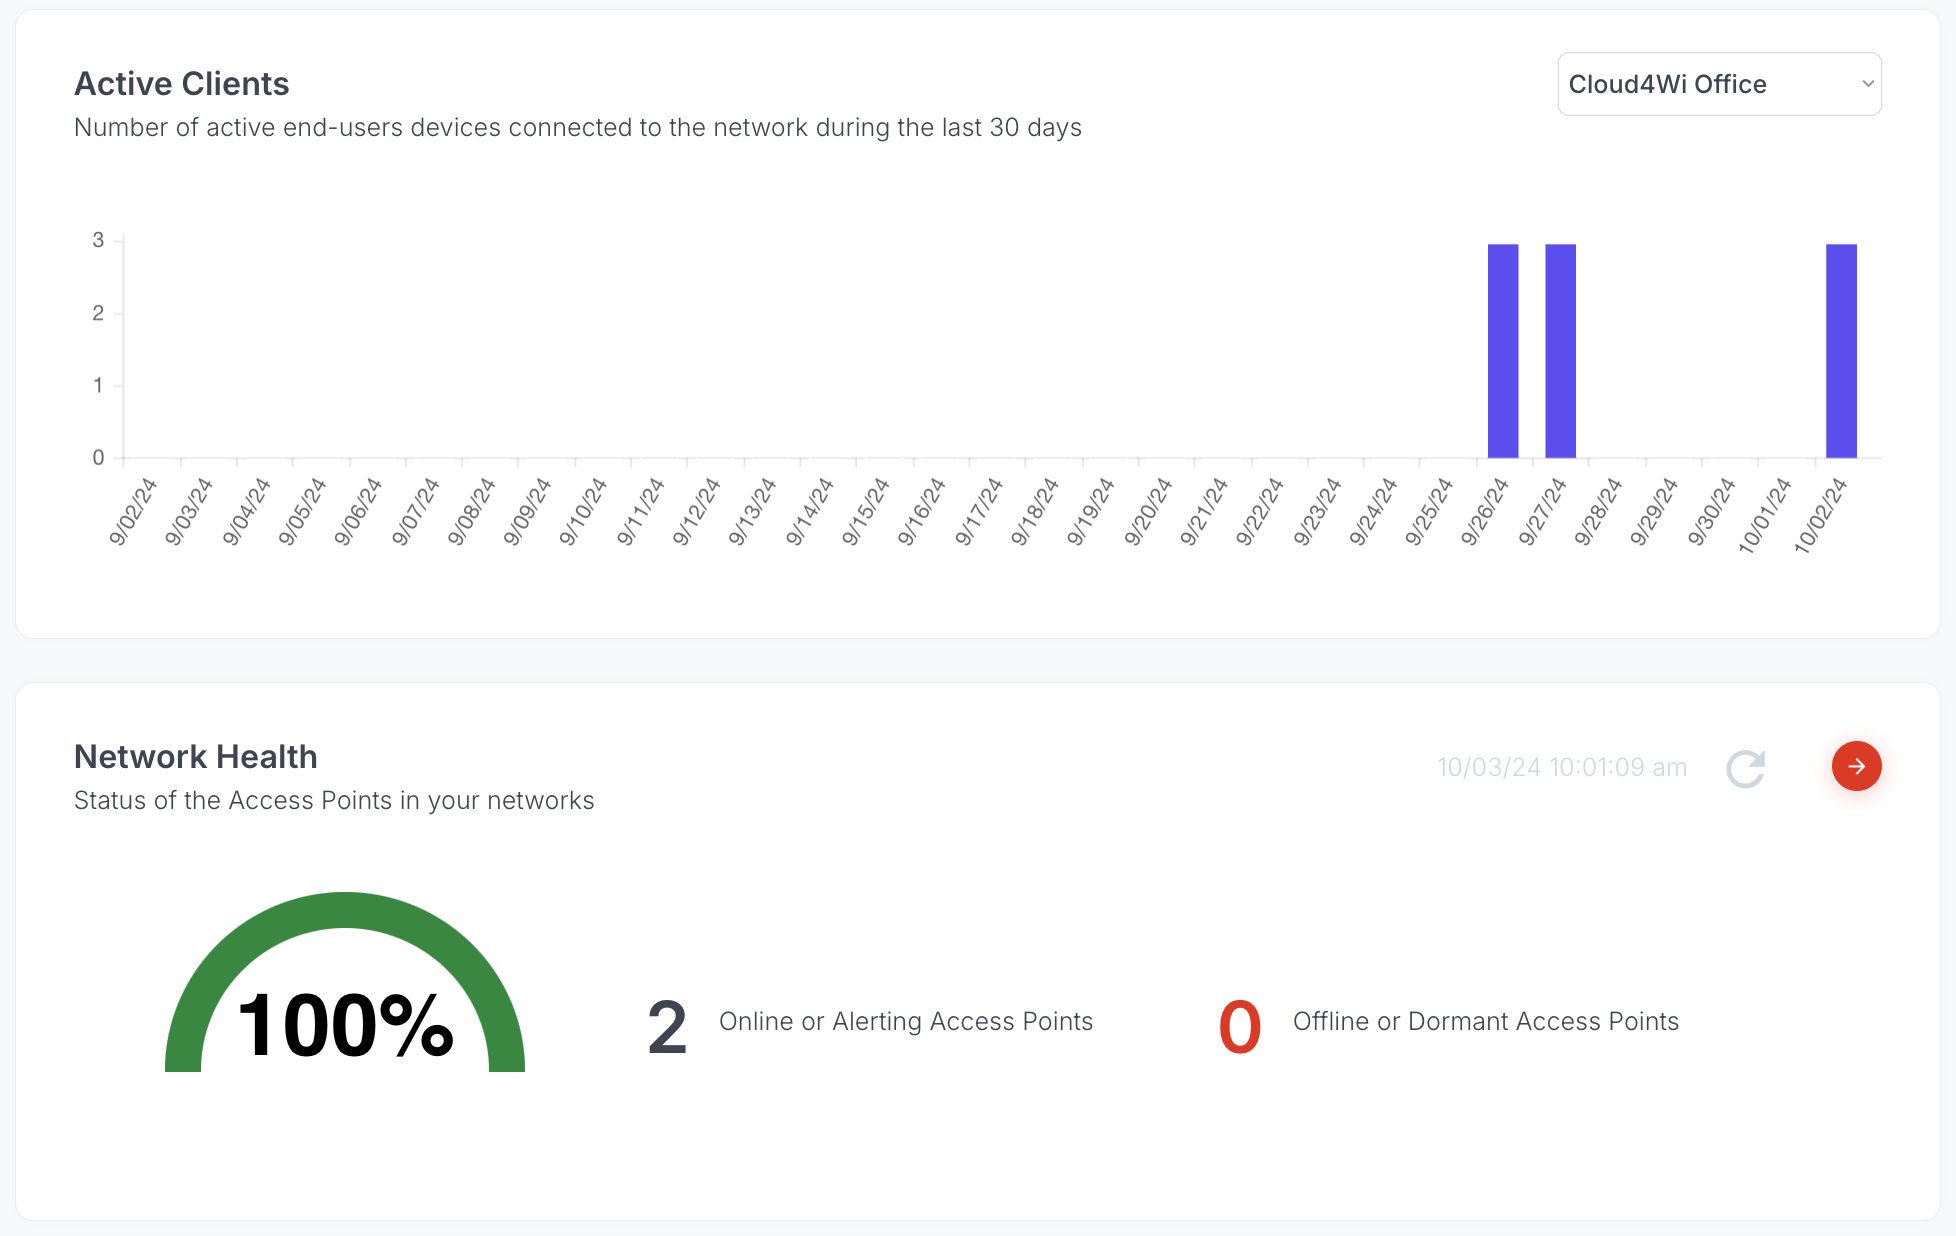 Active Clients
Cloud4Wi Office
Number of active end-users devices connected to the network during the last 30 days
3
2
1
0
9/02/24 9/03/24 9/04/24 9/05/24 9/06/24 9/07/24 9/08/24 9/09/24 9/10/24 9/11/24 9/12/24 9/13/24 9/14/24 9/15/24 9/16/24 9/17/24 9/18/24 9/19/24 9/20/24 9/21/24 9/22/24 9/23/24 9/24/24 9/25/24 9/26/24 9/27/24 9/28/24 9/29/24 9/30/24 10/01/24 10/02/24
Network Health
10/03/24 10:01:09 am
Status of the Access Points in your networks
100%
2 Online or Alerting Access Points
0 Offline or Dormant Access Points